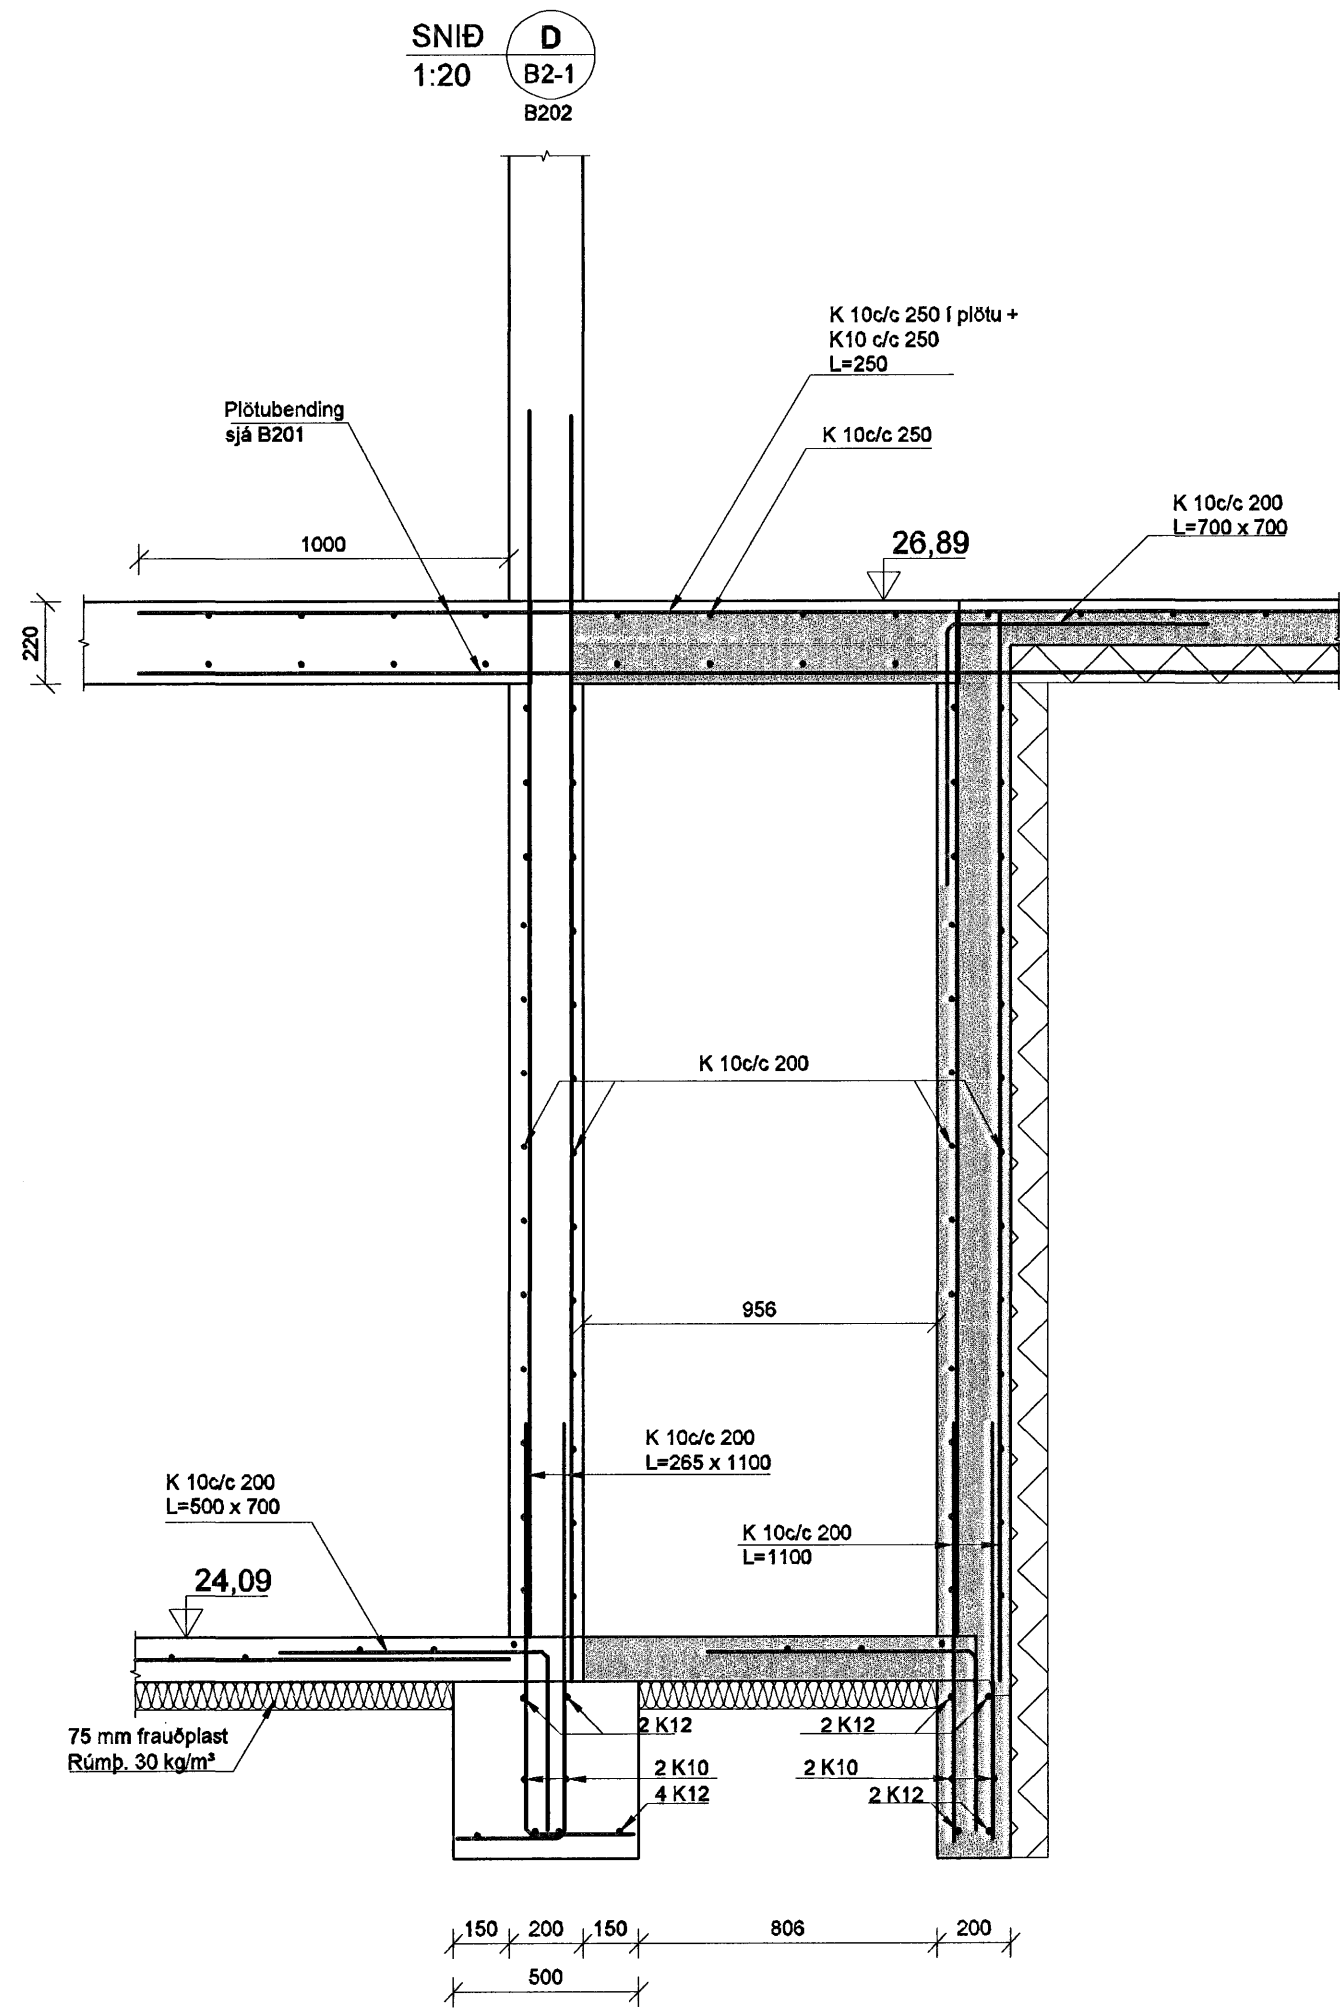 SNIÐ
1:20
D
B2-1
B202
K 10c/c 250 í plötu +
K10 c/c 250
L=250
Plötubending
sjá B201
K 10c/c 250
K 10c/c 200
L=700 x 700
1000
26,89
220
K 10c/c 200
956
K 10c/c 200
L=265 x 1100
K 10c/c 200
L=500 x 700
K 10c/c 200
L=1100
24,09
75 mm frauðplast
Rúmþ. 30 kg/m³
2 K12
2 K12
2 K10
2 K10
4 K12
2 K12
150
200
150
806
200
500